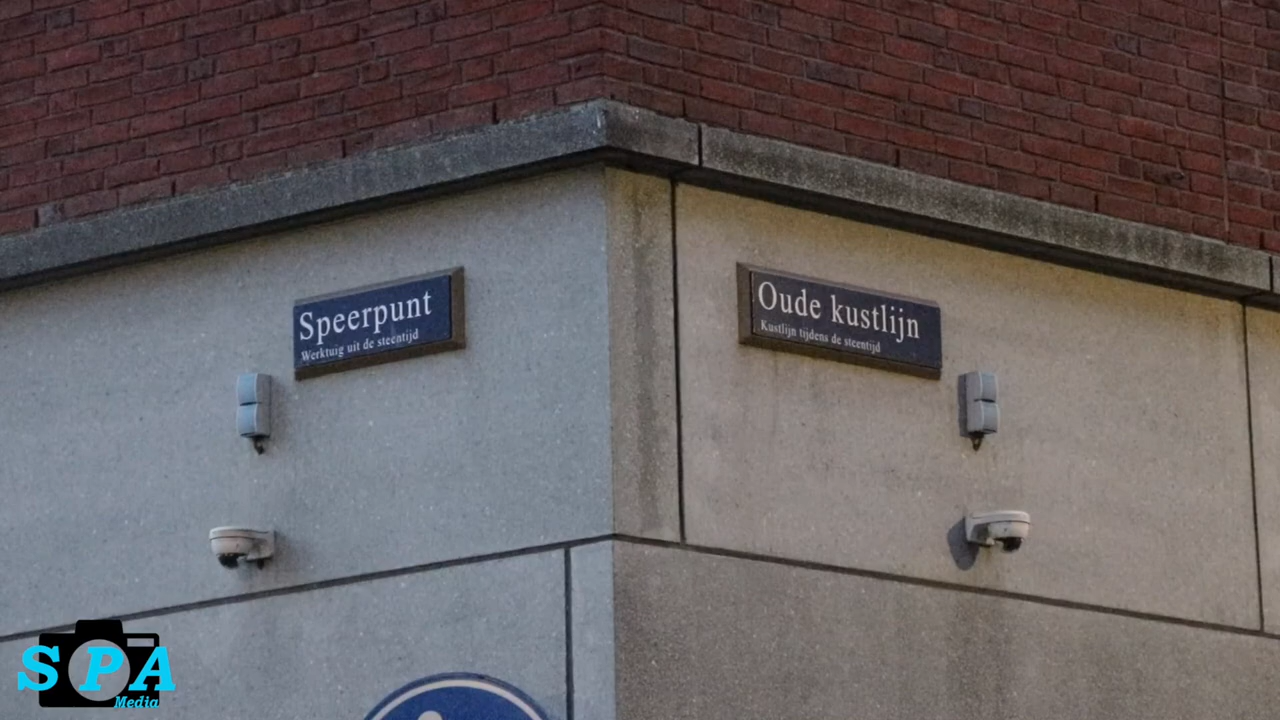 Speerpunt
Werktuig uit de steentijd
Oude kustlijn
Kustlijn tijdens de steentijd
SPA
Media